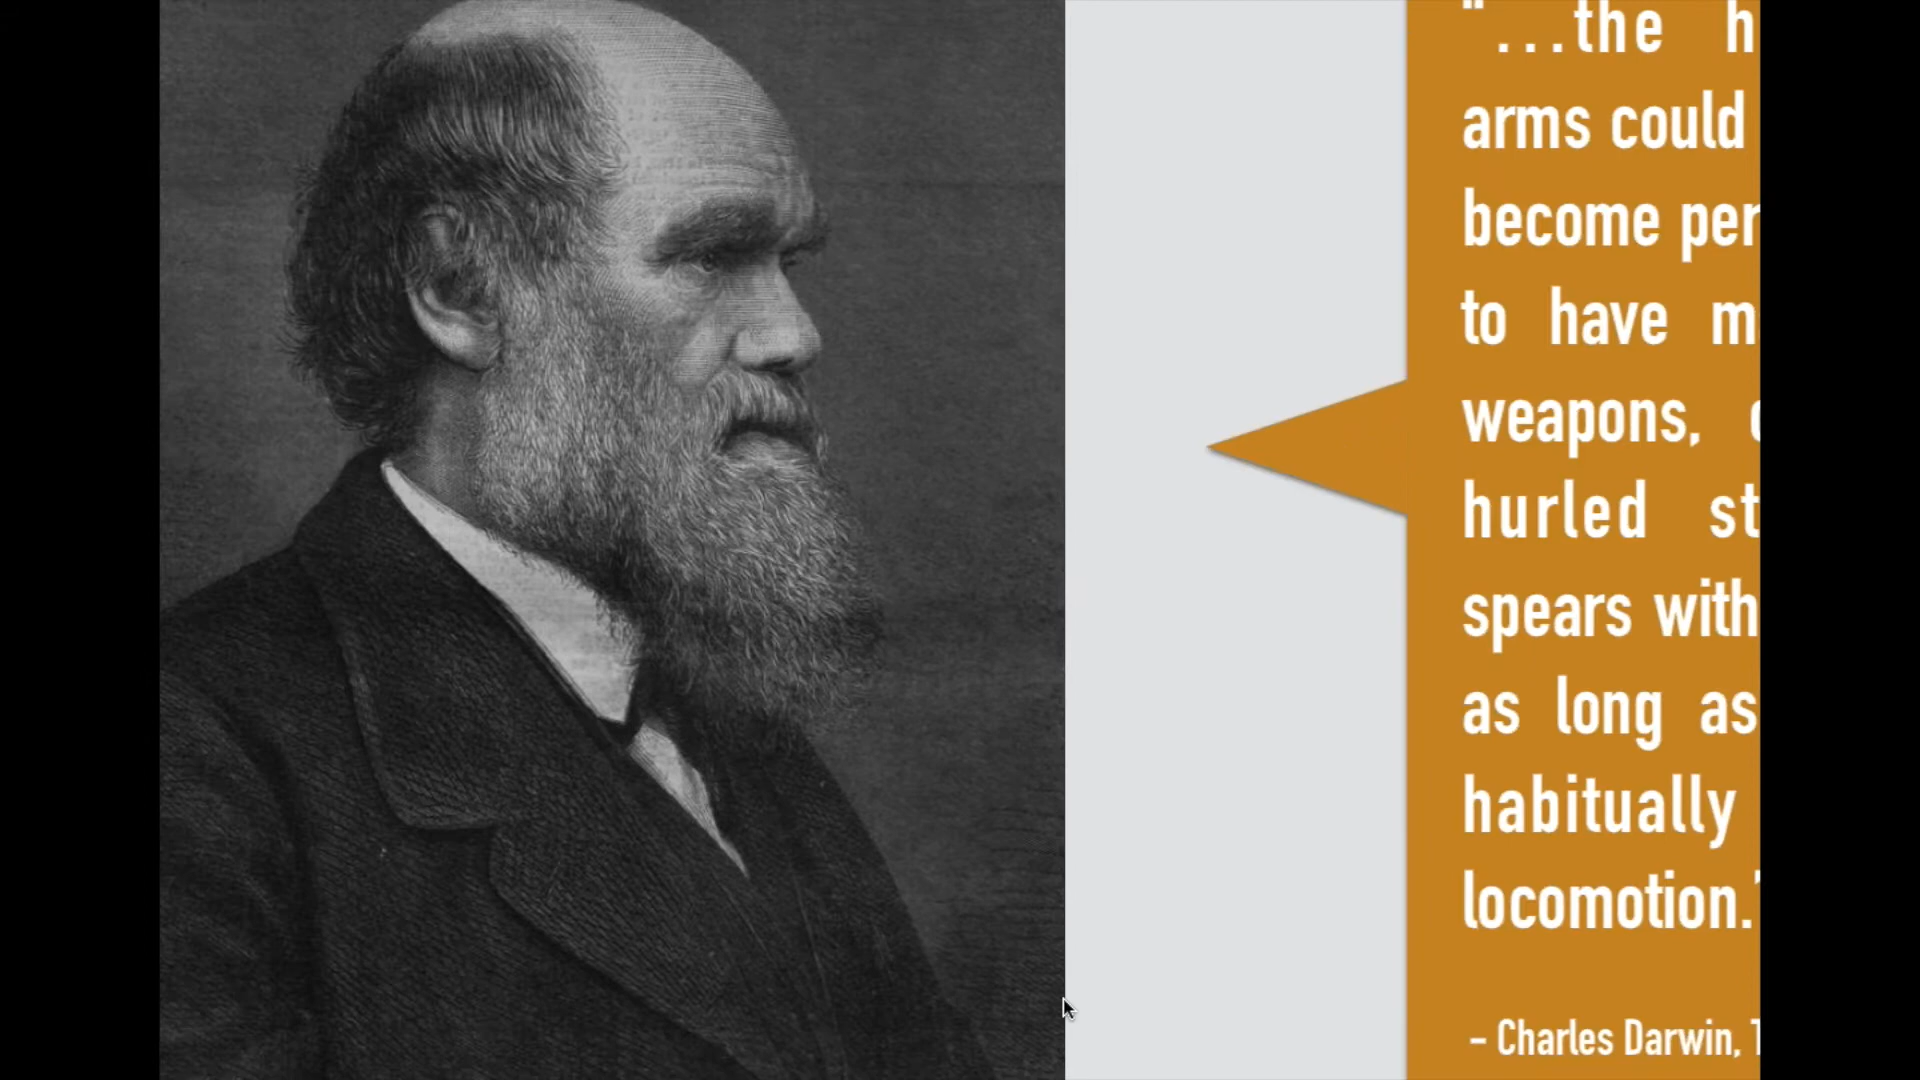 "...the h
arms could
become per
to have m
weapons,
hurled st
spears with
as long as
habitually
locomotion."
– Charles Darwin, T